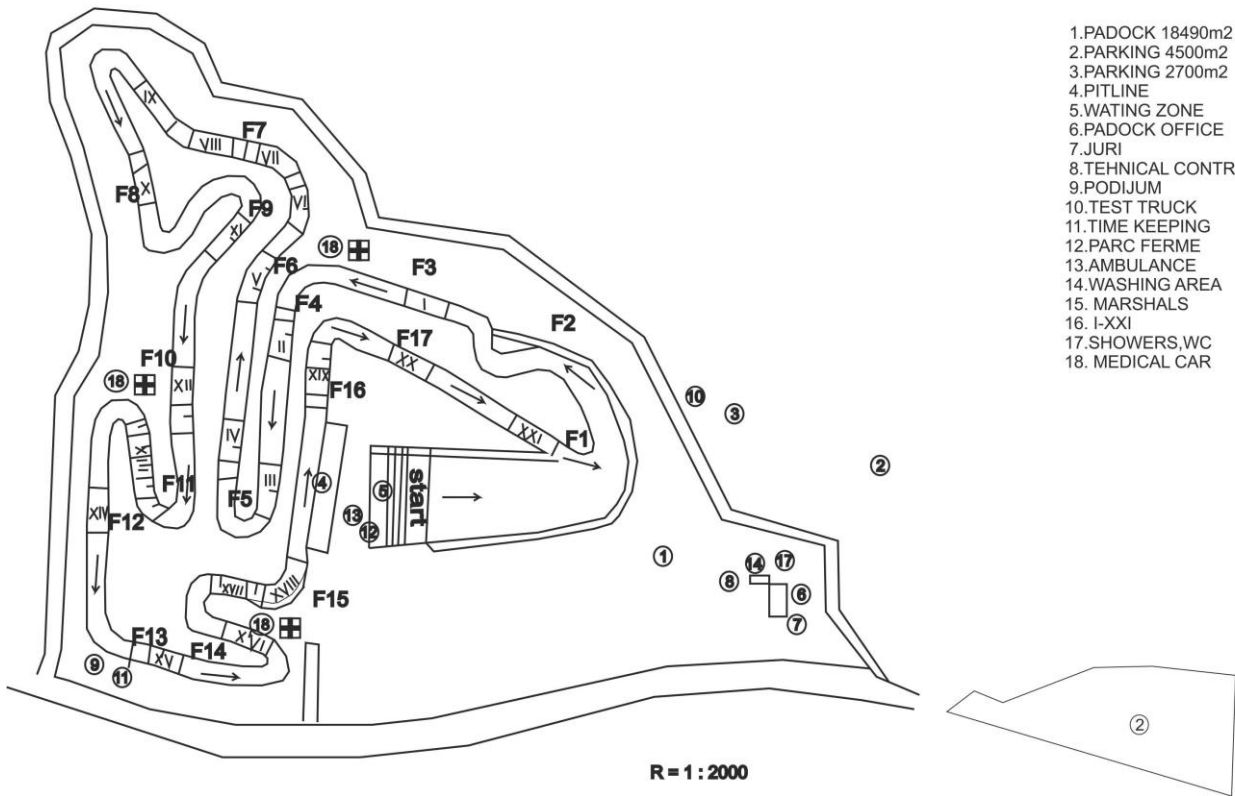 1.PADOCK 18490m2
2.PARKING 4500m2
3.PARKING 2700m2
4.PITLINE
5.WATING ZONE
6.PADOCK OFFICE
7.JURI
8.TEHNICAL CONTR
9.PODIJUM
10.TEST TRUCK
11.TIME KEEPING
12.PARC FERME
13.AMBULANCE
14.WASHING AREA
15. MARSHALS
16. I-XXI
17.SHOWERS,WC
18. MEDICAL CAR
IX
F7
VIII
VII
F8
X
VI
F9
XI
18
F6
V
F3
I
F4
F2
II
F17
XX
F10
18
XII
XIX
F16
10
3
XXI
F1
IV
XIII
2
F11
F5
III
4
5
start
XIV
F12
13
12
1
14
17
8
6
XVII
XVIII
F15
7
18
XVI
F13
F14
XV
9
11
2
R = 1 : 2000